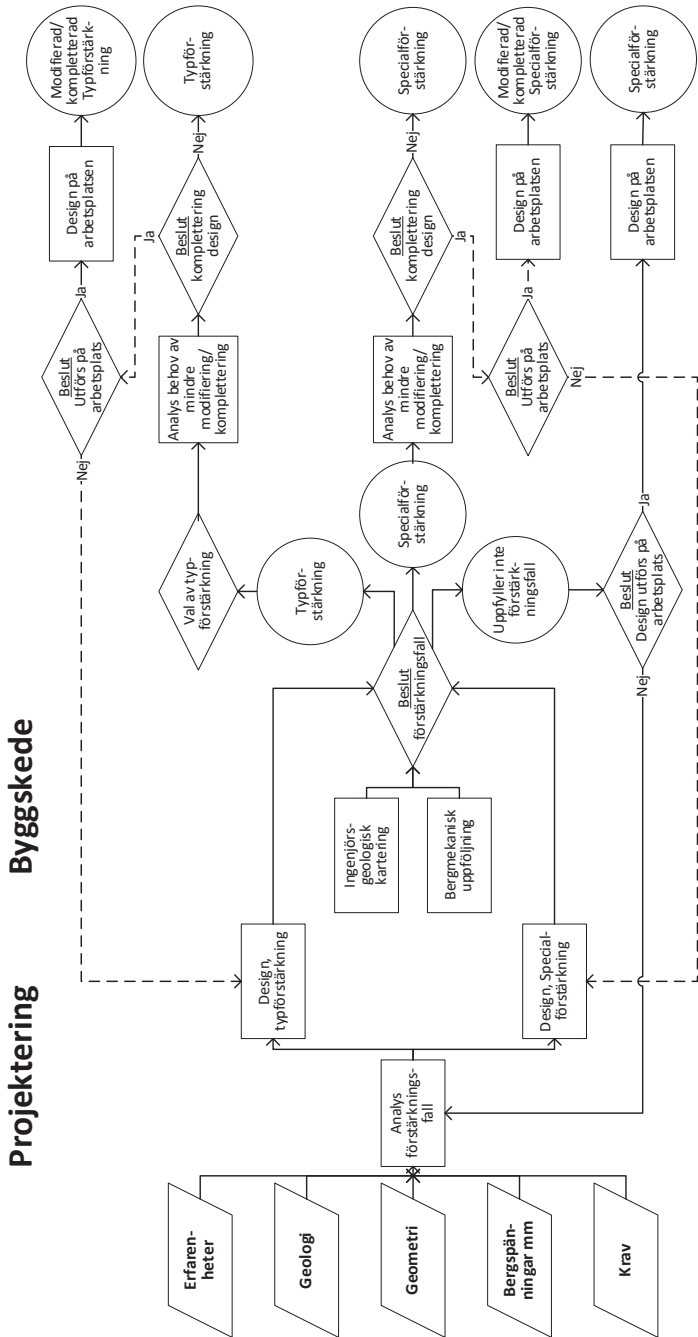 Projektering
Byggskede
Erfaren-
heter
Geologi
Geometri
Bergspän-
ningar mm
Krav
Analys
förstärknings-
fall
Design,
typförstärkning
Design, Special-
förstärkning
Ingenjörs-
geologisk
kartering
Bergmekanisk
uppföljning
Beslut
förstärkningsfall
Typför-
stärkning
Specialför-
stärkning
Uppfyller inte
förstärk-
ningsfall
Val av typ-
förstärkning
Beslut
Design utförs på
arbetsplats
Nej
Ja
Analys behov av
mindre
modifiering/
komplettering
Beslut
komplettering
design
Nej
Ja
Typför-
stärkning
Beslut
Utförs på
arbetsplats
Nej
Ja
Design på
arbetsplatsen
Modifierad/
kompletterad
Typförstärk-
ning
Analys behov av
mindre
modifiering/
komplettering
Beslut
komplettering
design
Nej
Ja
Specialför-
stärkning
Beslut
Utförs på
arbetsplats
Nej
Ja
Design på
arbetsplatsen
Modifierad/
kompletterad
Specialför-
stärkning
Design på
arbetsplatsen
Specialför-
stärkning